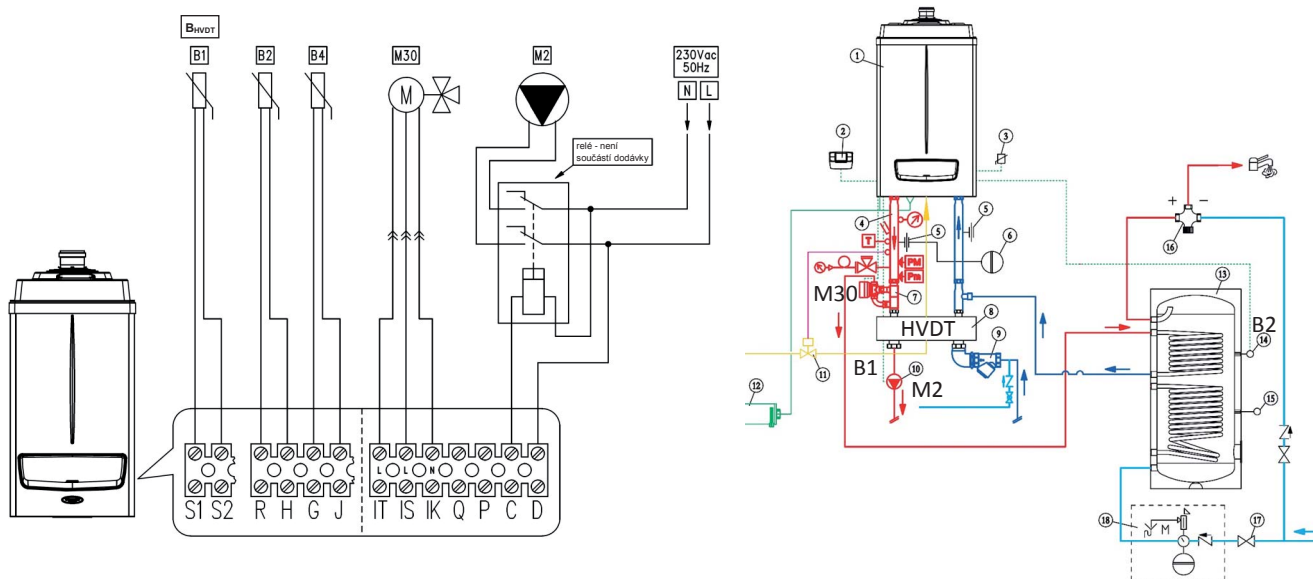 BHVDT
B1
B2
B4
M30
M2
230Vac
50Hz
N L
M
relé - není
součástí dodávky
L L N
S1 S2 R H G J IT IS IK Q P C D
1
2
3
4
5
5
6
T
PM
Pm
M30
7
HVDT
8
9
B1
10
M2
11
12
+ −
16
13
B2
14
15
18
M
17